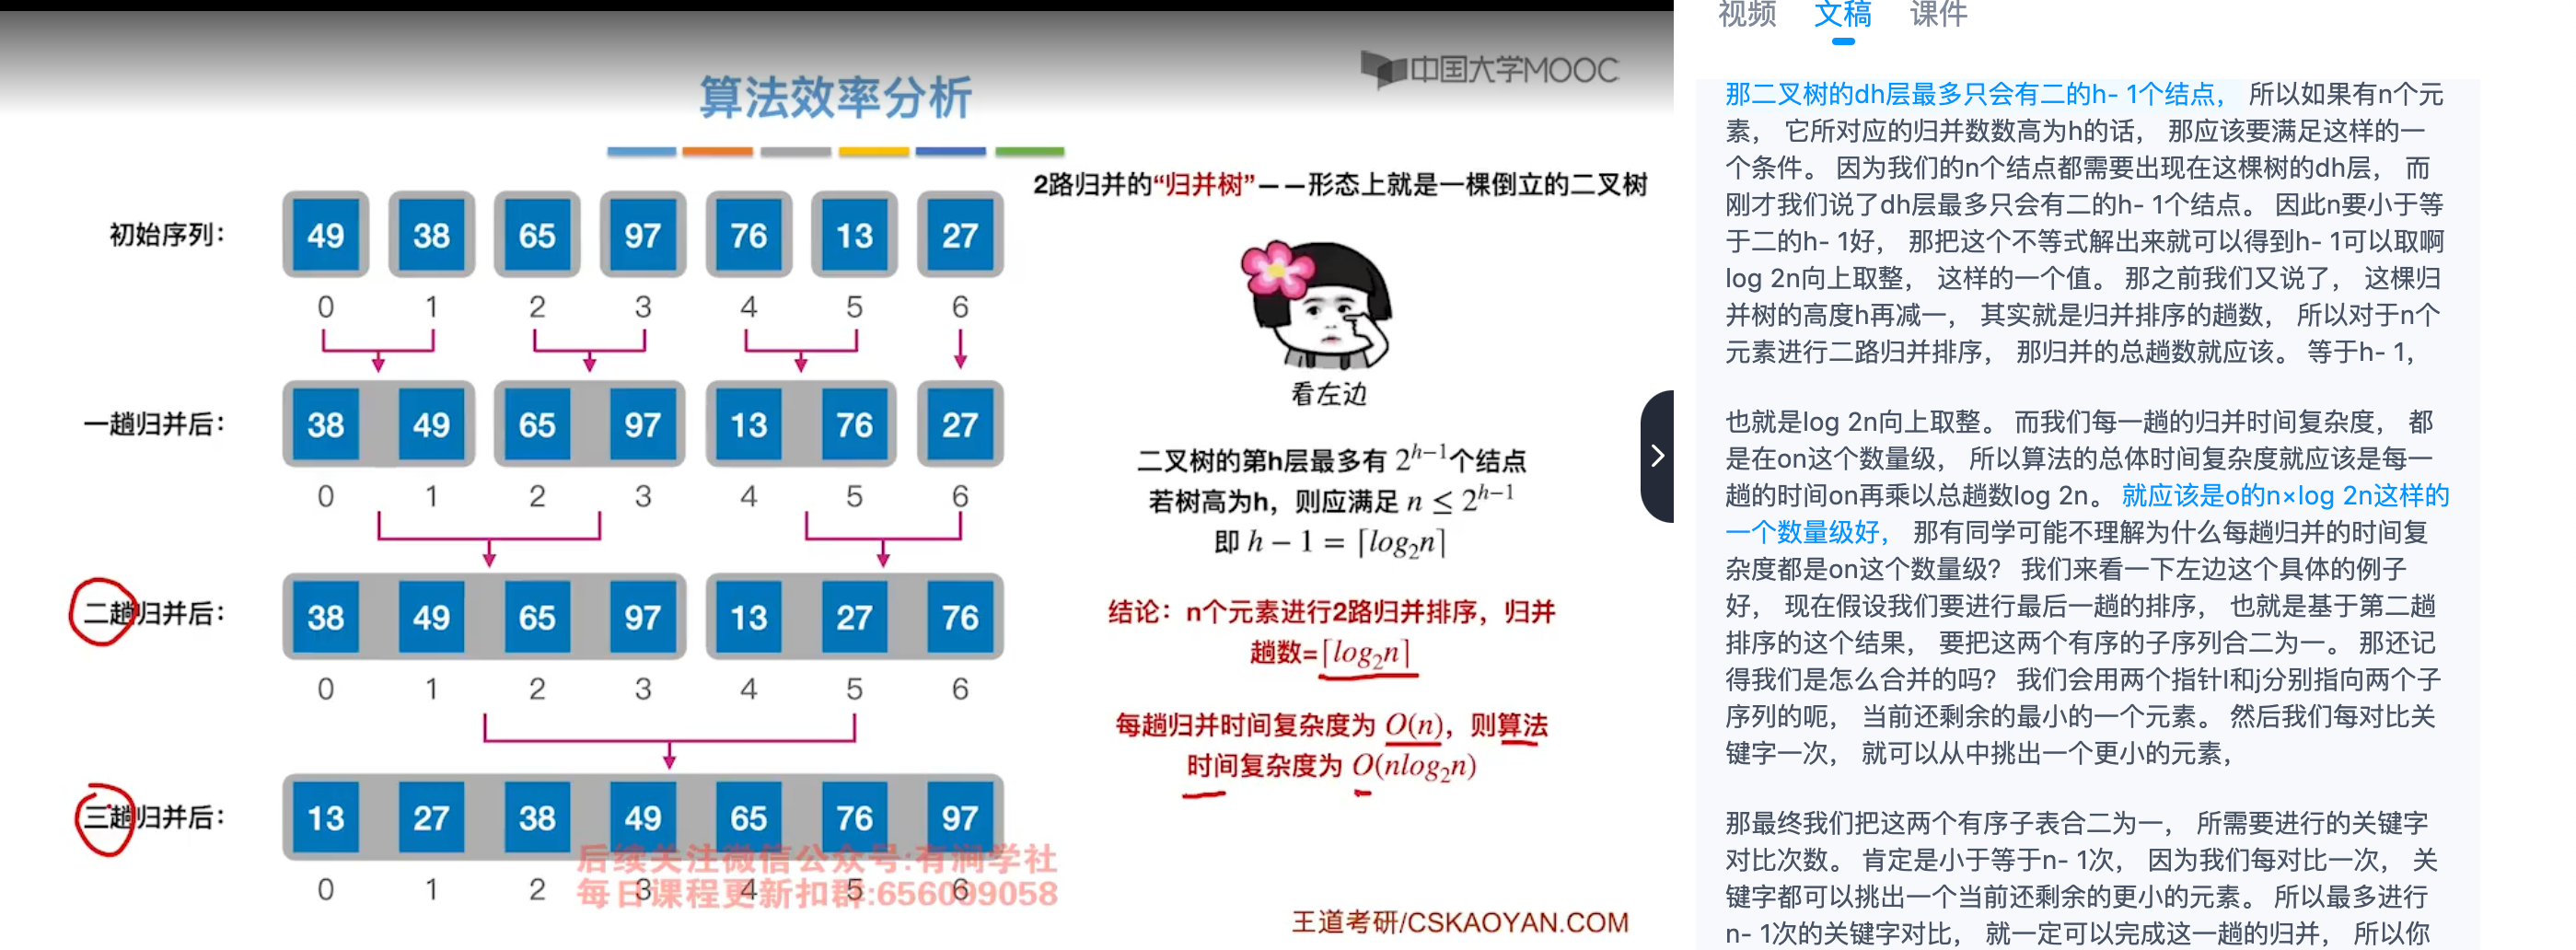 中国大学MOOC
算法效率分析
2路归并的“归并树”——形态上就是一棵倒立的二叉树
初始序列：
49 38 65 97 76 13 27
0 1 2 3 4 5 6
一趟归并后：
38 49 65 97 13 76 27
0 1 2 3 4 5 6
二趟归并后：
38 49 65 97 13 27 76
0 1 2 3 4 5 6
三趟归并后：
13 27 38 49 65 76 97
0 1 2 3 4 5 6
看左边
二叉树的第h层最多有 2^{h-1}个结点
若树高为h，则应满足 n ≤ 2^{h-1}
即 h − 1 = ⌈log₂n⌉
结论：n个元素进行2路归并排序，归并
趟数=⌈log₂n⌉
每趟归并时间复杂度为 O(n)，则算法
时间复杂度为 O(nlog₂n)
后续关注微信公众号:有涧学社
每日课程更新扣群:656009058
王道考研/CSKAOYAN.COM
视频 文稿 课件
那二叉树的dh层最多只会有二的h- 1个结点， 所以如果有n个元
素， 它所对应的归并数数高为h的话， 那应该要满足这样的一
个条件。 因为我们的n个结点都需要出现在这棵树的dh层， 而
刚才我们说了dh层最多只会有二的h- 1个结点。 因此n要小于等
于二的h- 1好， 那把这个不等式解出来就可以得到h- 1可以取啊
log 2n向上取整， 这样的一个值。 那之前我们又说了， 这棵归
并树的高度h再减一， 其实就是归并排序的趟数， 所以对于n个
元素进行二路归并排序， 那归并的总趟数就应该。 等于h- 1，
也就是log 2n向上取整。 而我们每一趟的归并时间复杂度， 都
是在on这个数量级， 所以算法的总体时间复杂度就应该是每一
趟的时间on再乘以总趟数log 2n。 就应该是o的n×log 2n这样的
一个数量级好， 那有同学可能不理解为什么每趟归并的时间复
杂度都是on这个数量级？ 我们来看一下左边这个具体的例子
好， 现在假设我们要进行最后一趟的排序， 也就是基于第二趟
排序的这个结果， 要把这两个有序的子序列合二为一。 那还记
得我们是怎么合并的吗？ 我们会用两个指针I和j分别指向两个子
序列的呃， 当前还剩余的最小的一个元素。 然后我们每对比关
键字一次， 就可以从中挑出一个更小的元素，
那最终我们把这两个有序子表合二为一， 所需要进行的关键字
对比次数。 肯定是小于等于n- 1次， 因为我们每对比一次， 关
键字都可以挑出一个当前还剩余的更小的元素。 所以最多进行
n- 1次的关键字对比， 就一定可以完成这一趟的归并， 所以你